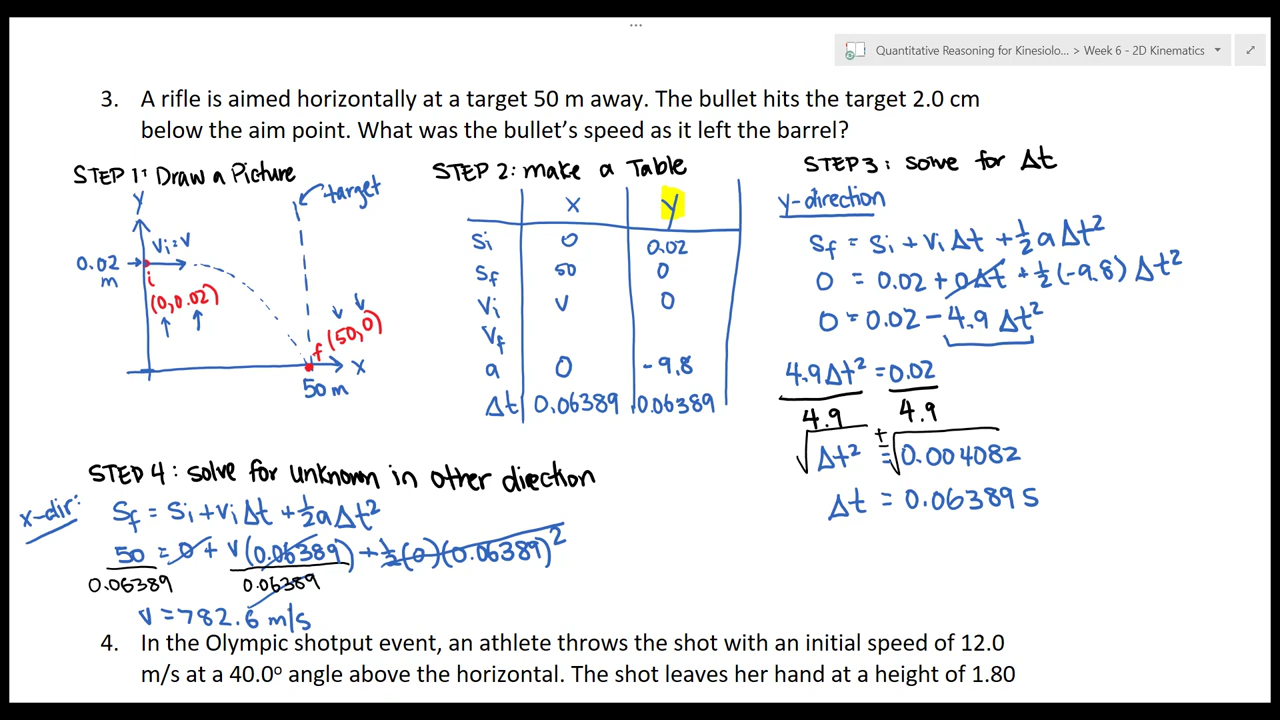 ...
Quantitative Reasoning for Kinesiolo... > Week 6 - 2D Kinematics
3. A rifle is aimed horizontally at a target 50 m away. The bullet hits the target 2.0 cm
below the aim point. What was the bullet's speed as it left the barrel?
STEP 1: Draw a Picture
y
target
Vi = V
0.02
m
i
(0, 0.02)
f (50, 0)
x
50 m
STEP 2: make a Table
x y
Si 0 0.02
Sf 50 0
Vi V 0
Vf
a 0 -9.8
Δt 0.06389 0.06389
STEP 3: solve for Δt
y-direction
Sf = Si + Vi Δt + ½ a Δt²
0 = 0.02 + 0Δt + ½ (-9.8) Δt²
0 = 0.02 - 4.9 Δt²
4.9Δt² = 0.02
4.9 4.9
√Δt² = ±√0.004082
Δt = 0.06389 s
STEP 4: solve for unknown in other direction
x-dir:
Sf = Si + Vi Δt + ½ a Δt²
50 = 0 + V(0.06389) + ½(0)(0.06389)²
0.06389 0.06389
V = 782.6 m/s
4. In the Olympic shotput event, an athlete throws the shot with an initial speed of 12.0
m/s at a 40.0° angle above the horizontal. The shot leaves her hand at a height of 1.80